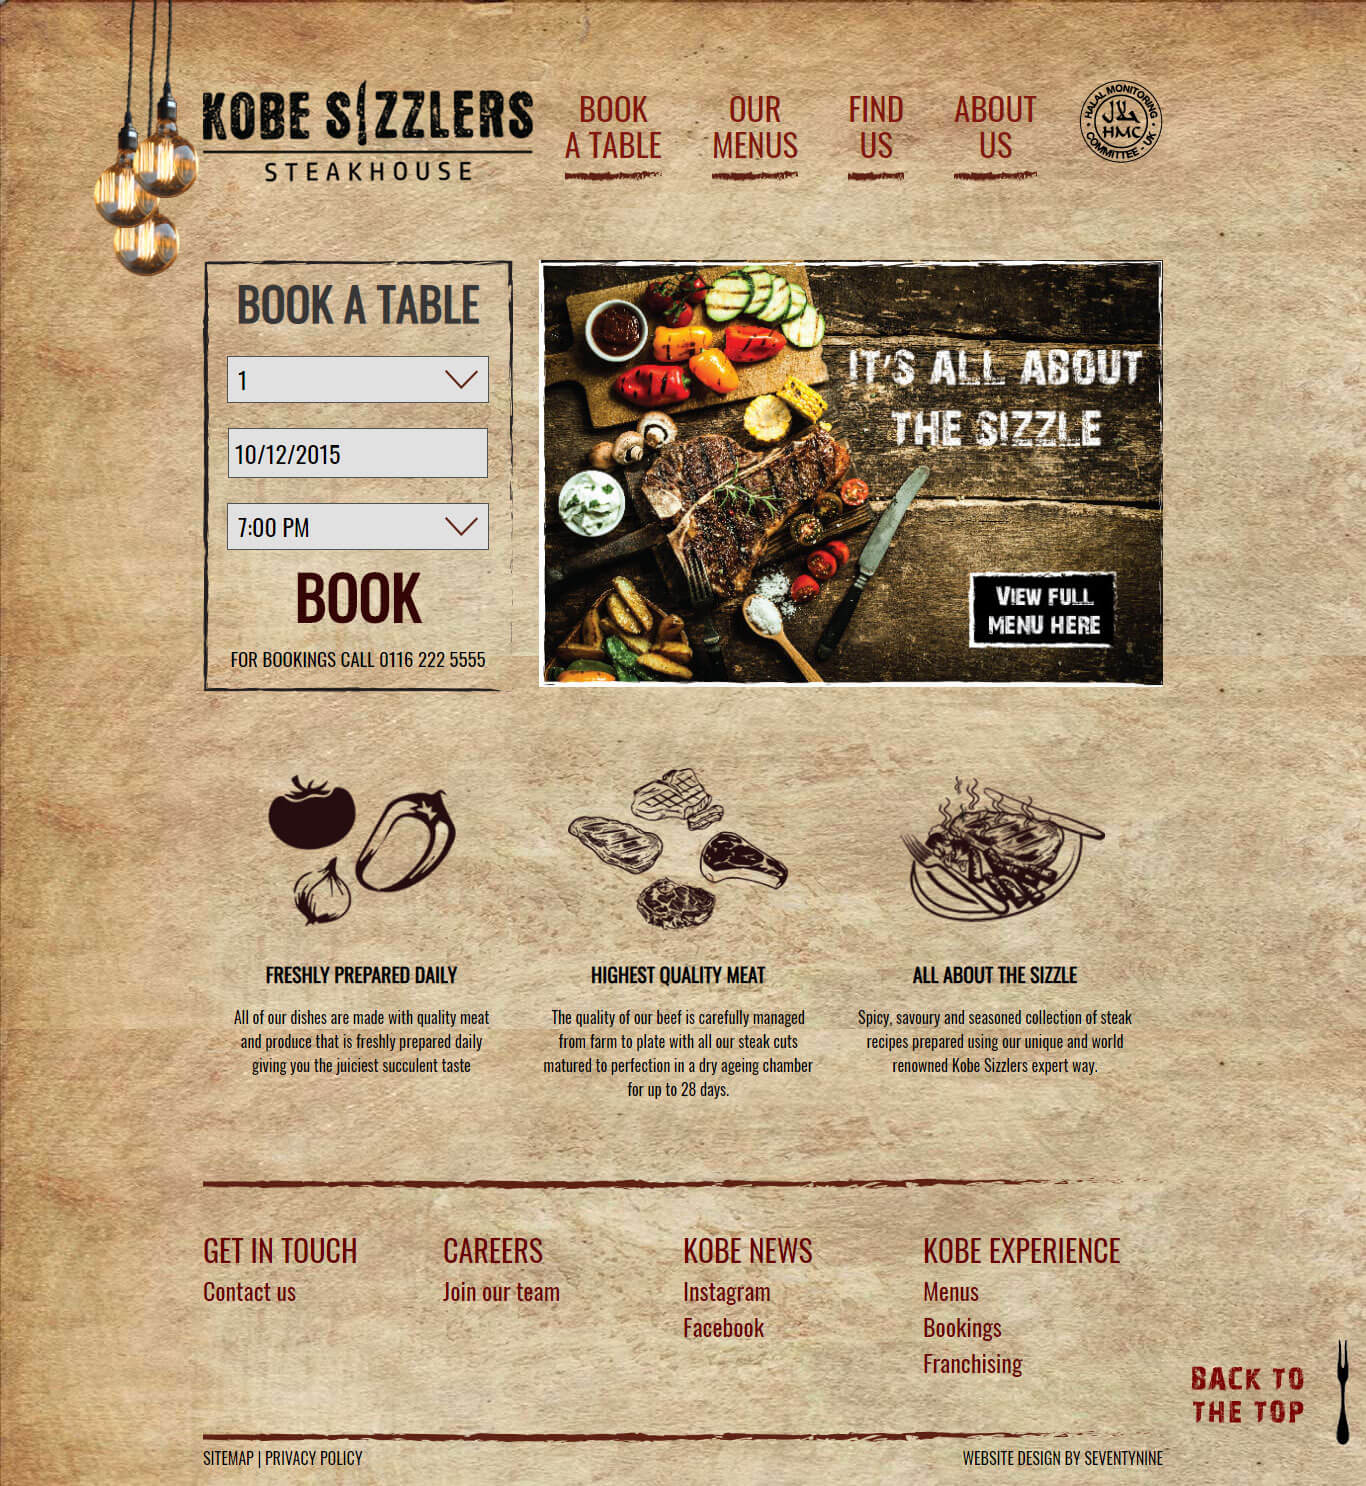 KOBE SIZZLERS
STEAKHOUSE
BOOK
A TABLE
OUR
MENUS
FIND
US
ABOUT
US
HALAL MONITORING
HMC
COMMITTEE - UK
BOOK A TABLE
1
10/12/2015
7:00 PM
BOOK
FOR BOOKINGS CALL 0116 222 5555
IT'S ALL ABOUT
THE SIZZLE
VIEW FULL
MENU HERE
FRESHLY PREPARED DAILY
All of our dishes are made with quality meat
and produce that is freshly prepared daily
giving you the juiciest succulent taste
HIGHEST QUALITY MEAT
The quality of our beef is carefully managed
from farm to plate with all our steak cuts
matured to perfection in a dry ageing chamber
for up to 28 days.
ALL ABOUT THE SIZZLE
Spicy, savoury and seasoned collection of steak
recipes prepared using our unique and world
renowned Kobe Sizzlers expert way.
GET IN TOUCH
Contact us
CAREERS
Join our team
KOBE NEWS
Instagram
Facebook
KOBE EXPERIENCE
Menus
Bookings
Franchising
BACK TO
THE TOP
SITEMAP | PRIVACY POLICY
WEBSITE DESIGN BY SEVENTYNINE